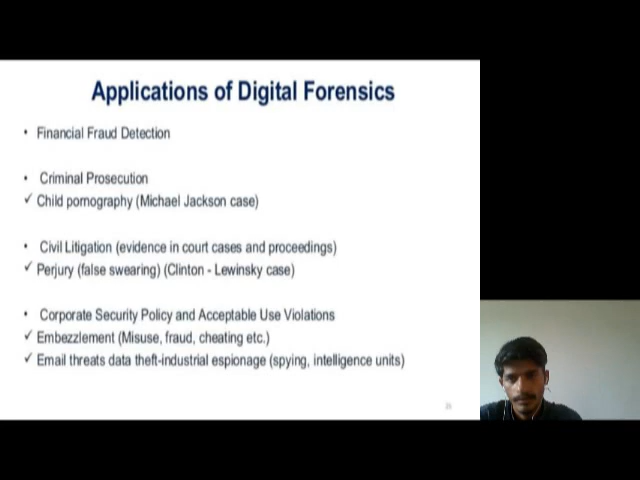 Applications of Digital Forensics
• Financial Fraud Detection
• Criminal Prosecution
✓ Child pornography (Michael Jackson case)
• Civil Litigation (evidence in court cases and proceedings)
✓ Perjury (false swearing) (Clinton - Lewinsky case)
• Corporate Security Policy and Acceptable Use Violations
✓ Embezzlement (Misuse, fraud, cheating etc.)
✓ Email threats data theft-industrial espionage (spying, intelligence units)